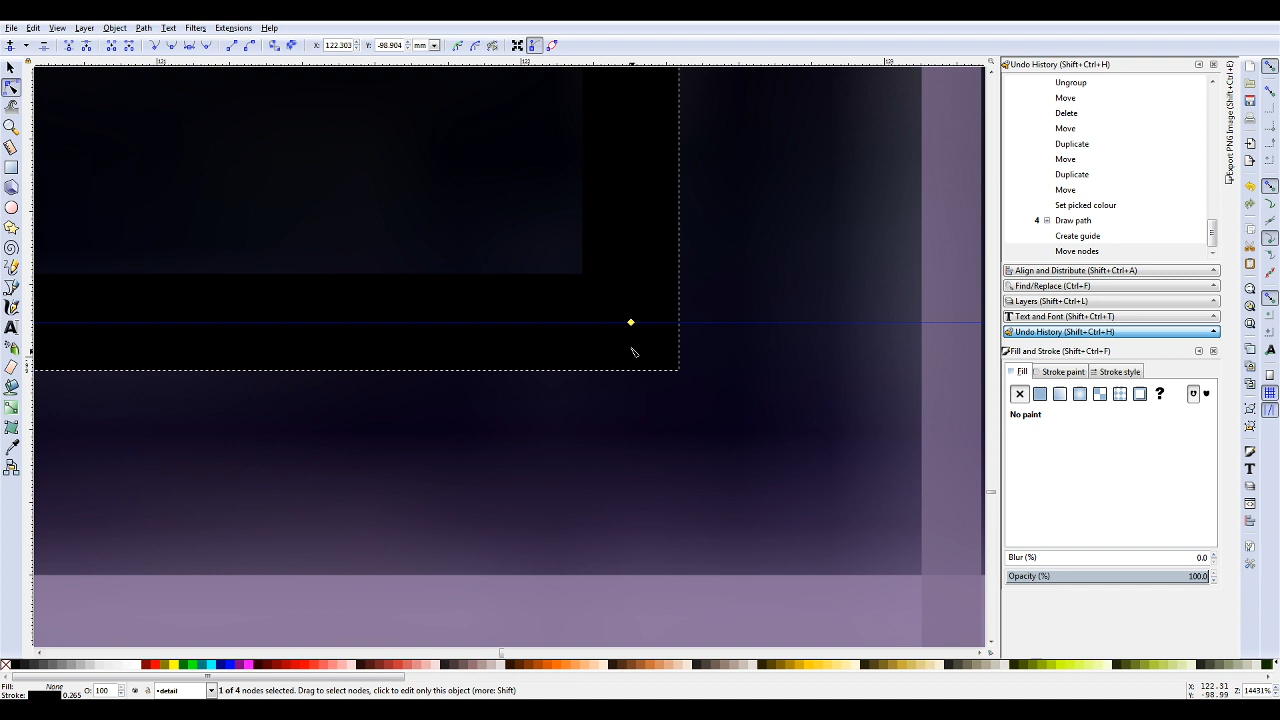 File Edit View Layer Object Path Text Filters Extensions Help
X: 122.303 Y: -98.904 mm
Undo History (Shift+Ctrl+H)
Ungroup
Move
Delete
Move
Duplicate
Move
Duplicate
Move
Set picked colour
4 Draw path
Create guide
Move nodes
Align and Distribute (Shift+Ctrl+A)
Find/Replace (Ctrl+F)
Layers (Shift+Ctrl+L)
Text and Font (Shift+Ctrl+T)
Undo History (Shift+Ctrl+H)
Fill and Stroke (Shift+Ctrl+F)
Fill Stroke paint Stroke style
No paint
Blur (%) 0.0
Opacity (%) 100.0
Export PNG Image (Shift+Ctrl+E)
Fill: None O: 100 •detail 1 of 4 nodes selected. Drag to select nodes, click to edit only this object (more: Shift) X: 122.31 Z: 14431%
Stroke: 0.265 Y: -98.99